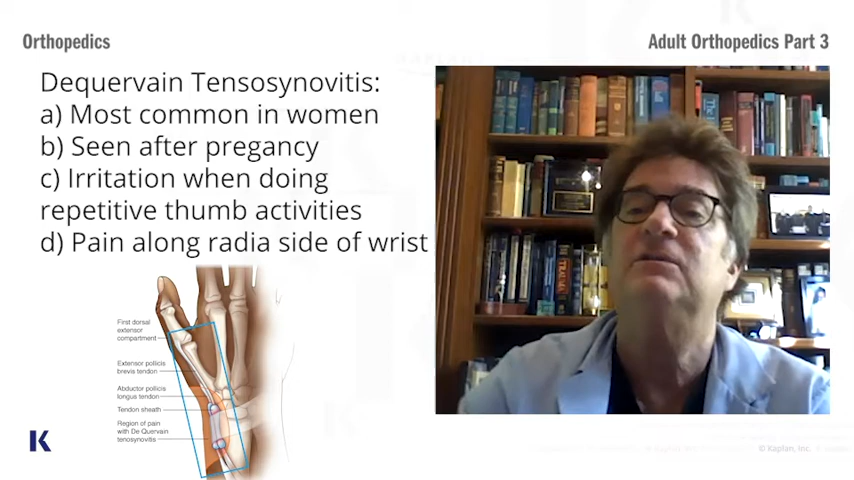 Orthopedics
Adult Orthopedics Part 3
Dequervain Tensosynovitis:
a) Most common in women
b) Seen after pregancy
c) Irritation when doing
repetitive thumb activities
d) Pain along radia side of wrist
First dorsal
extensor
compartment
Extensor pollicis
brevis tendon
Abductor pollicis
longus tendon
Tendon sheath
Region of pain
with De Quervain
tenosynovitis
TRAUMA
K
© Kaplan, Inc.